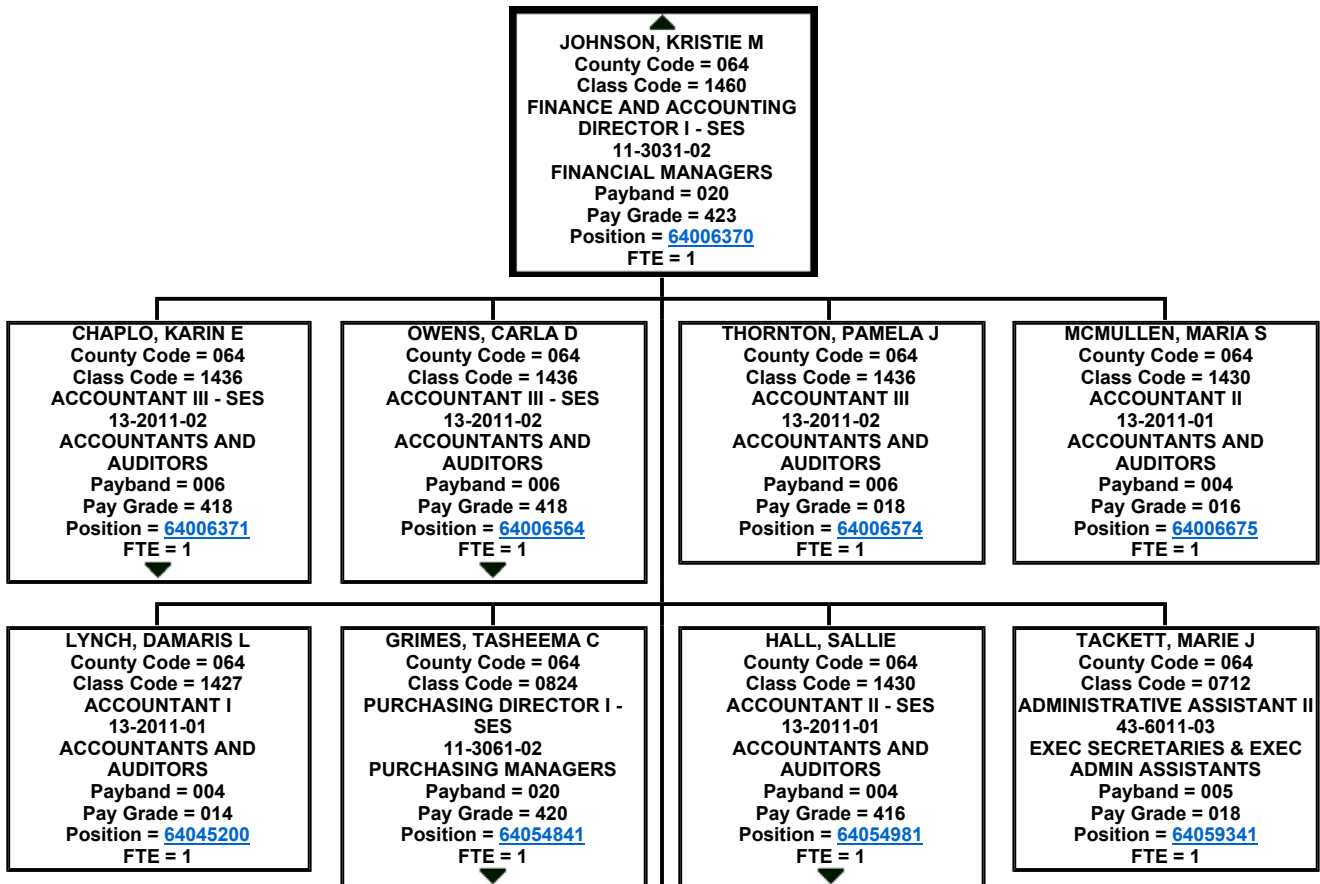 JOHNSON, KRISTIE M
County Code = 064
Class Code = 1460
FINANCE AND ACCOUNTING
DIRECTOR I - SES
11-3031-02
FINANCIAL MANAGERS
Payband = 020
Pay Grade = 423
Position = 64006370
FTE = 1
CHAPLO, KARIN E
County Code = 064
Class Code = 1436
ACCOUNTANT III - SES
13-2011-02
ACCOUNTANTS AND
AUDITORS
Payband = 006
Pay Grade = 418
Position = 64006371
FTE = 1
OWENS, CARLA D
County Code = 064
Class Code = 1436
ACCOUNTANT III - SES
13-2011-02
ACCOUNTANTS AND
AUDITORS
Payband = 006
Pay Grade = 418
Position = 64006564
FTE = 1
THORNTON, PAMELA J
County Code = 064
Class Code = 1436
ACCOUNTANT III
13-2011-02
ACCOUNTANTS AND
AUDITORS
Payband = 006
Pay Grade = 018
Position = 64006574
FTE = 1
MCMULLEN, MARIA S
County Code = 064
Class Code = 1430
ACCOUNTANT II
13-2011-01
ACCOUNTANTS AND
AUDITORS
Payband = 004
Pay Grade = 016
Position = 64006675
FTE = 1
LYNCH, DAMARIS L
County Code = 064
Class Code = 1427
ACCOUNTANT I
13-2011-01
ACCOUNTANTS AND
AUDITORS
Payband = 004
Pay Grade = 014
Position = 64045200
FTE = 1
GRIMES, TASHEEMA C
County Code = 064
Class Code = 0824
PURCHASING DIRECTOR I -
SES
11-3061-02
PURCHASING MANAGERS
Payband = 020
Pay Grade = 420
Position = 64054841
FTE = 1
HALL, SALLIE
County Code = 064
Class Code = 1430
ACCOUNTANT II - SES
13-2011-01
ACCOUNTANTS AND
AUDITORS
Payband = 004
Pay Grade = 416
Position = 64054981
FTE = 1
TACKETT, MARIE J
County Code = 064
Class Code = 0712
ADMINISTRATIVE ASSISTANT II
43-6011-03
EXEC SECRETARIES & EXEC
ADMIN ASSISTANTS
Payband = 005
Pay Grade = 018
Position = 64059341
FTE = 1